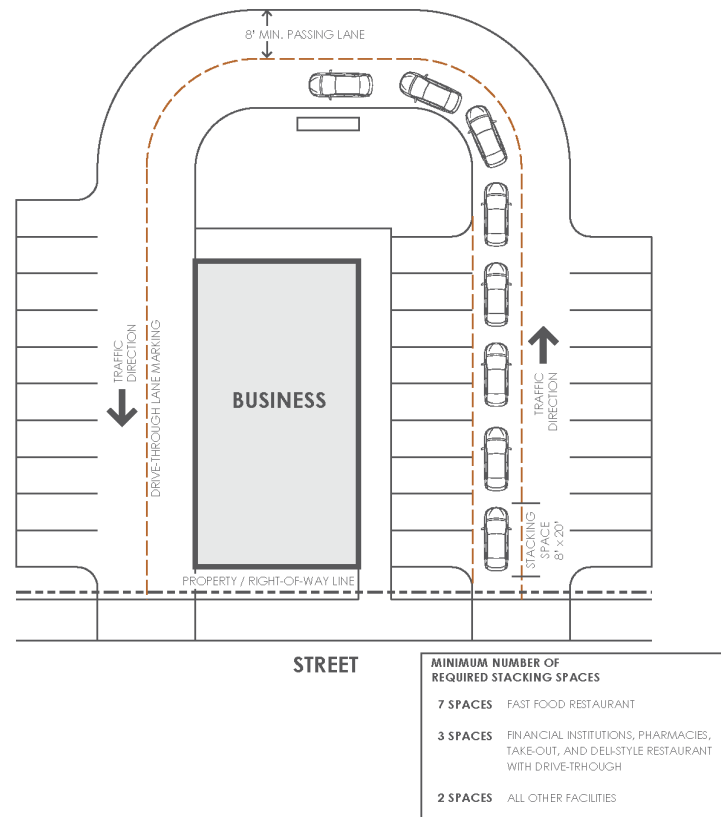 8' MIN. PASSING LANE
TRAFFIC
DIRECTION
DRIVE-THROUGH LANE MARKING
BUSINESS
TRAFFIC
DIRECTION
STACKING
SPACE
8' x 20'
PROPERTY / RIGHT-OF-WAY LINE
STREET
MINIMUM NUMBER OF
REQUIRED STACKING SPACES
7 SPACES FAST FOOD RESTAURANT
3 SPACES FINANCIAL INSTITUTIONS, PHARMACIES,
TAKE-OUT, AND DELI-STYLE RESTAURANT
WITH DRIVE-TRHOUGH
2 SPACES ALL OTHER FACILITIES